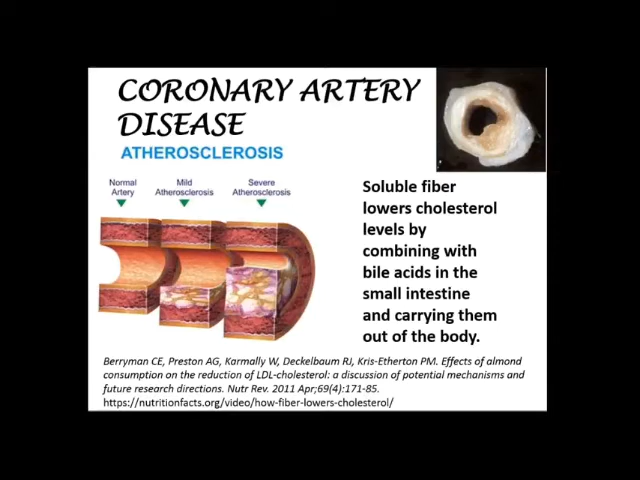 CORONARY ARTERY
DISEASE
ATHEROSCLEROSIS
Normal
Artery
Mild
Atherosclerosis
Severe
Atherosclerosis
Soluble fiber
lowers cholesterol
levels by
combining with
bile acids in the
small intestine
and carrying them
out of the body.
Berryman CE, Preston AG, Karmally W, Deckelbaum RJ, Kris-Etherton PM. Effects of almond
consumption on the reduction of LDL-cholesterol: a discussion of potential mechanisms and
future research directions. Nutr Rev. 2011 Apr;69(4):171-85.
https://nutritionfacts.org/video/how-fiber-lowers-cholesterol/